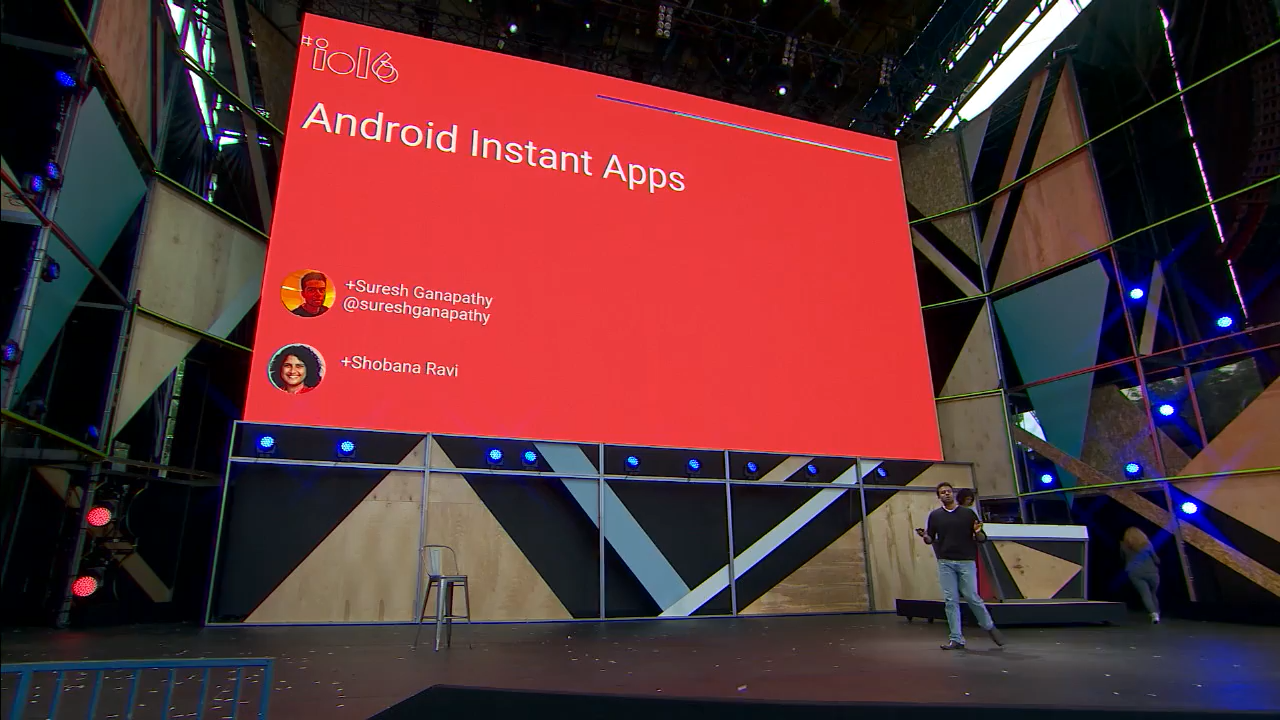 #io16
Android Instant Apps
+Suresh Ganapathy
@sureshganapathy
+Shobana Ravi